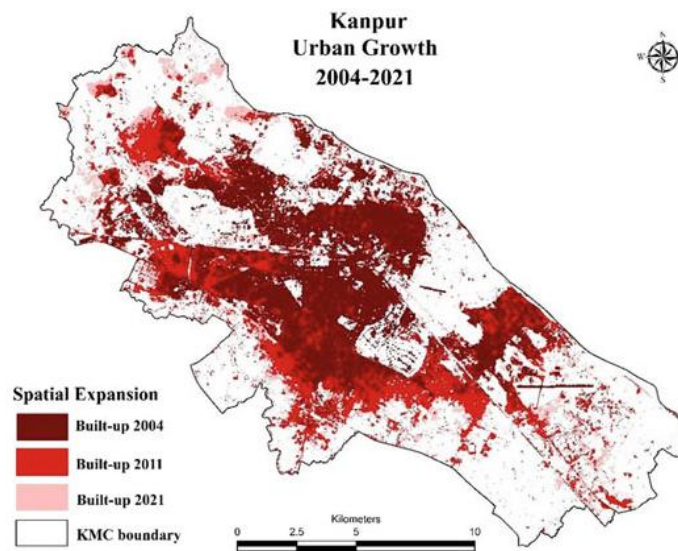 Kanpur
Urban Growth
2004-2021
N
W
E
S
Spatial Expansion
Built-up 2004
Built-up 2011
Built-up 2021
KMC boundary
Kilometers
0 2.5 5 10